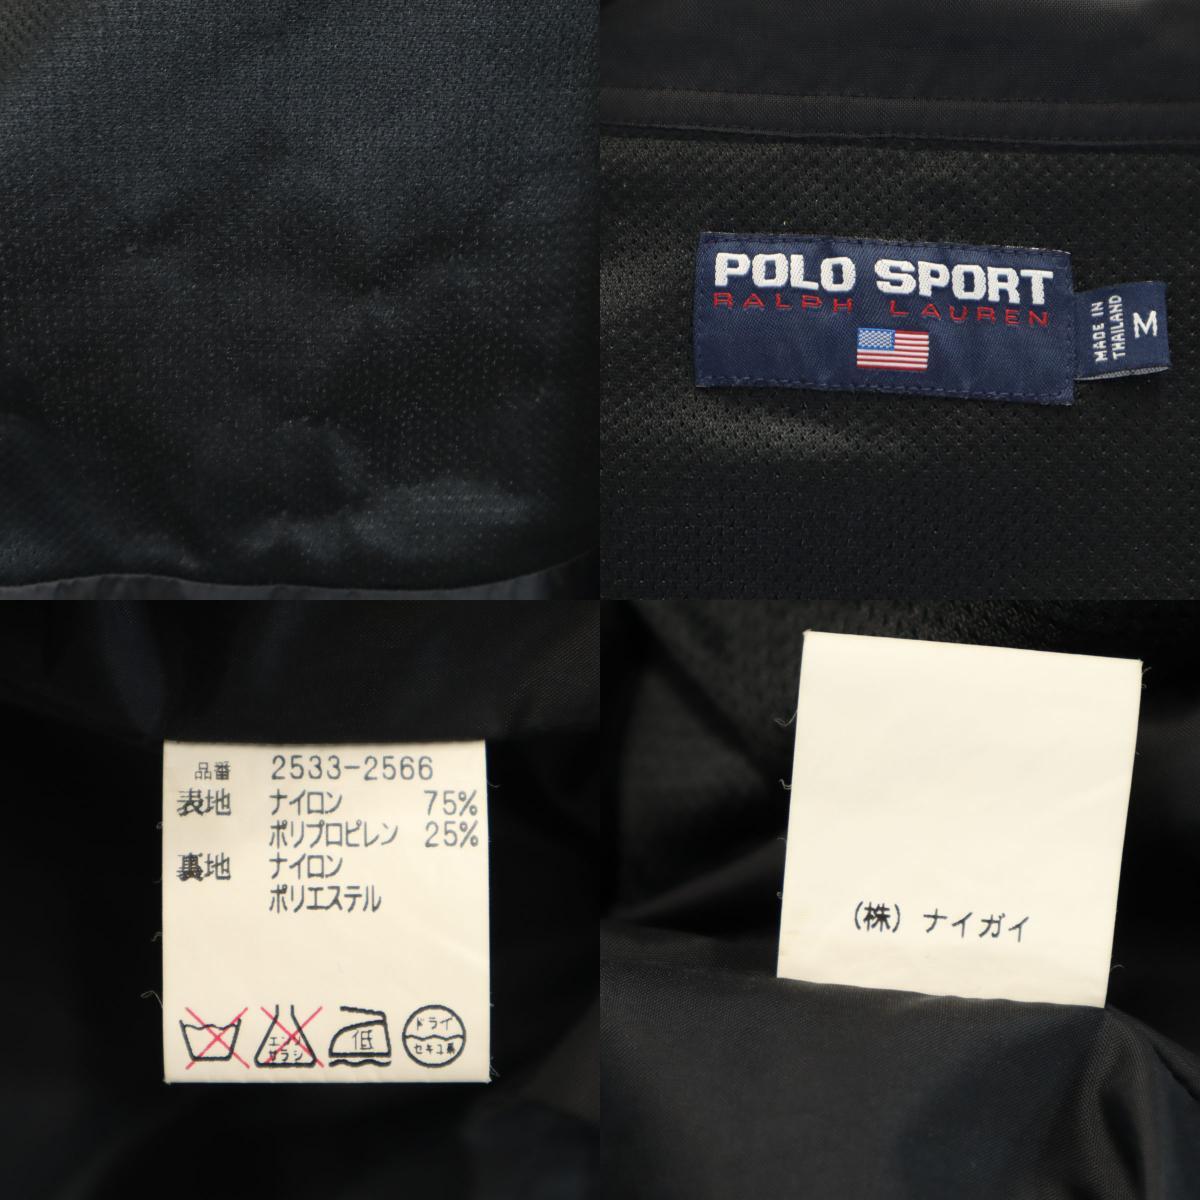 POLO SPORT
RALPH LAUREN
MADE IN
THAILAND
M
品番 2533-2566
表地 ナイロン 75%
ポリプロピレン 25%
裏地 ナイロン
ポリエステル
エンソ
サラシ
低
ドライ
セキユ系
(株) ナイガイ